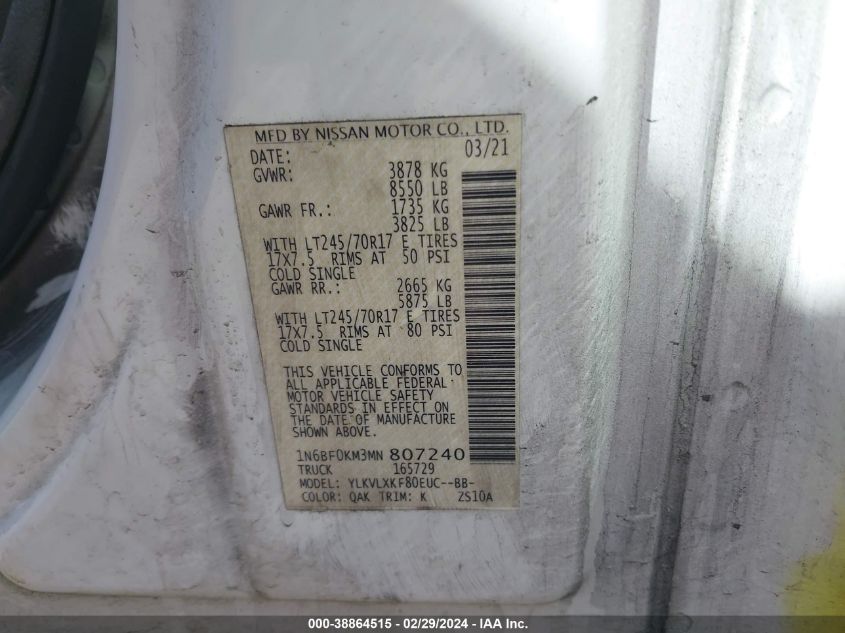 MFD BY NISSAN MOTOR CO., LTD.
DATE: 03/21
GVWR: 3878 KG
8550 LB
GAWR FR.: 1735 KG
3825 LB
WITH LT245/70R17 E TIRES
17X7.5 RIMS AT 50 PSI
COLD SINGLE
GAWR RR.: 2665 KG
5875 LB
WITH LT245/70R17 E TIRES
17X7.5 RIMS AT 80 PSI
COLD SINGLE
THIS VEHICLE CONFORMS TO
ALL APPLICABLE FEDERAL
MOTOR VEHICLE SAFETY
STANDARDS IN EFFECT ON
THE DATE OF MANUFACTURE
SHOWN ABOVE.
1N6BF0KM3MN 807240
TRUCK 165729
MODEL: YLKVLXKF80EUC--BB-
COLOR: QAK TRIM: K ZS10A
000-38864515 - 02/29/2024 - IAA Inc.